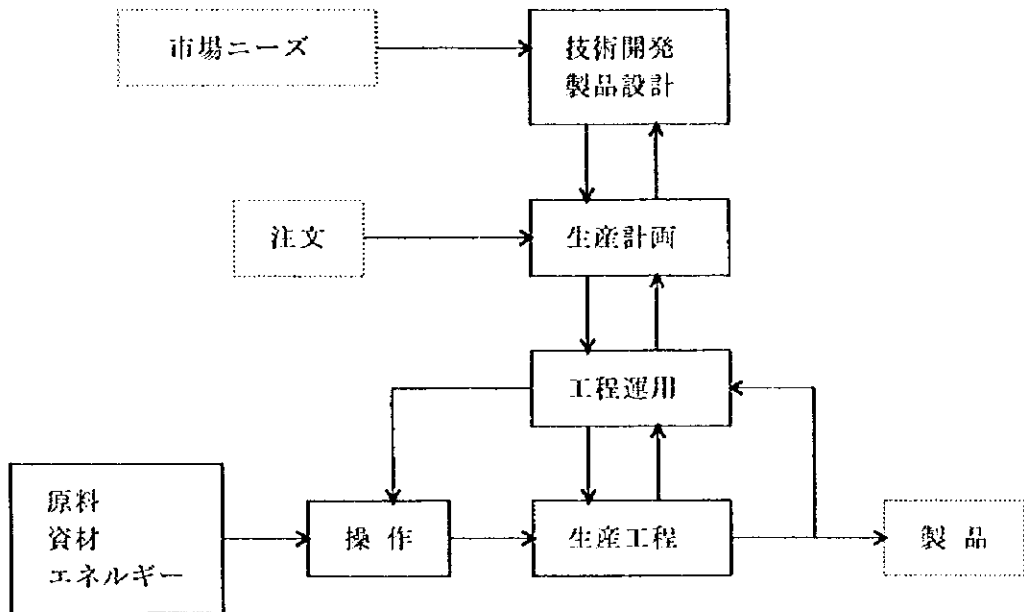 市場ニーズ
技術開発
製品設計
注文
生産計画
工程運用
原料
資材
エネルギー
操作
生産工程
製品